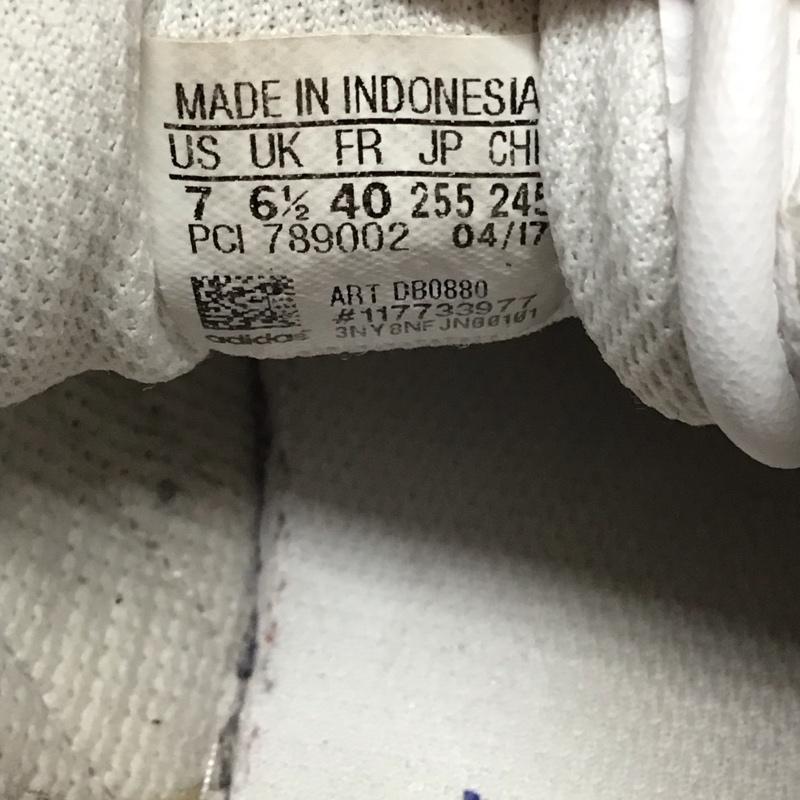 MADE IN INDONESIA
US UK FR JP CHN
7 6½ 40 255 245
PCI 789002 04/17
ART DB0880
#117733977
3NY8NFJN00101
adidas